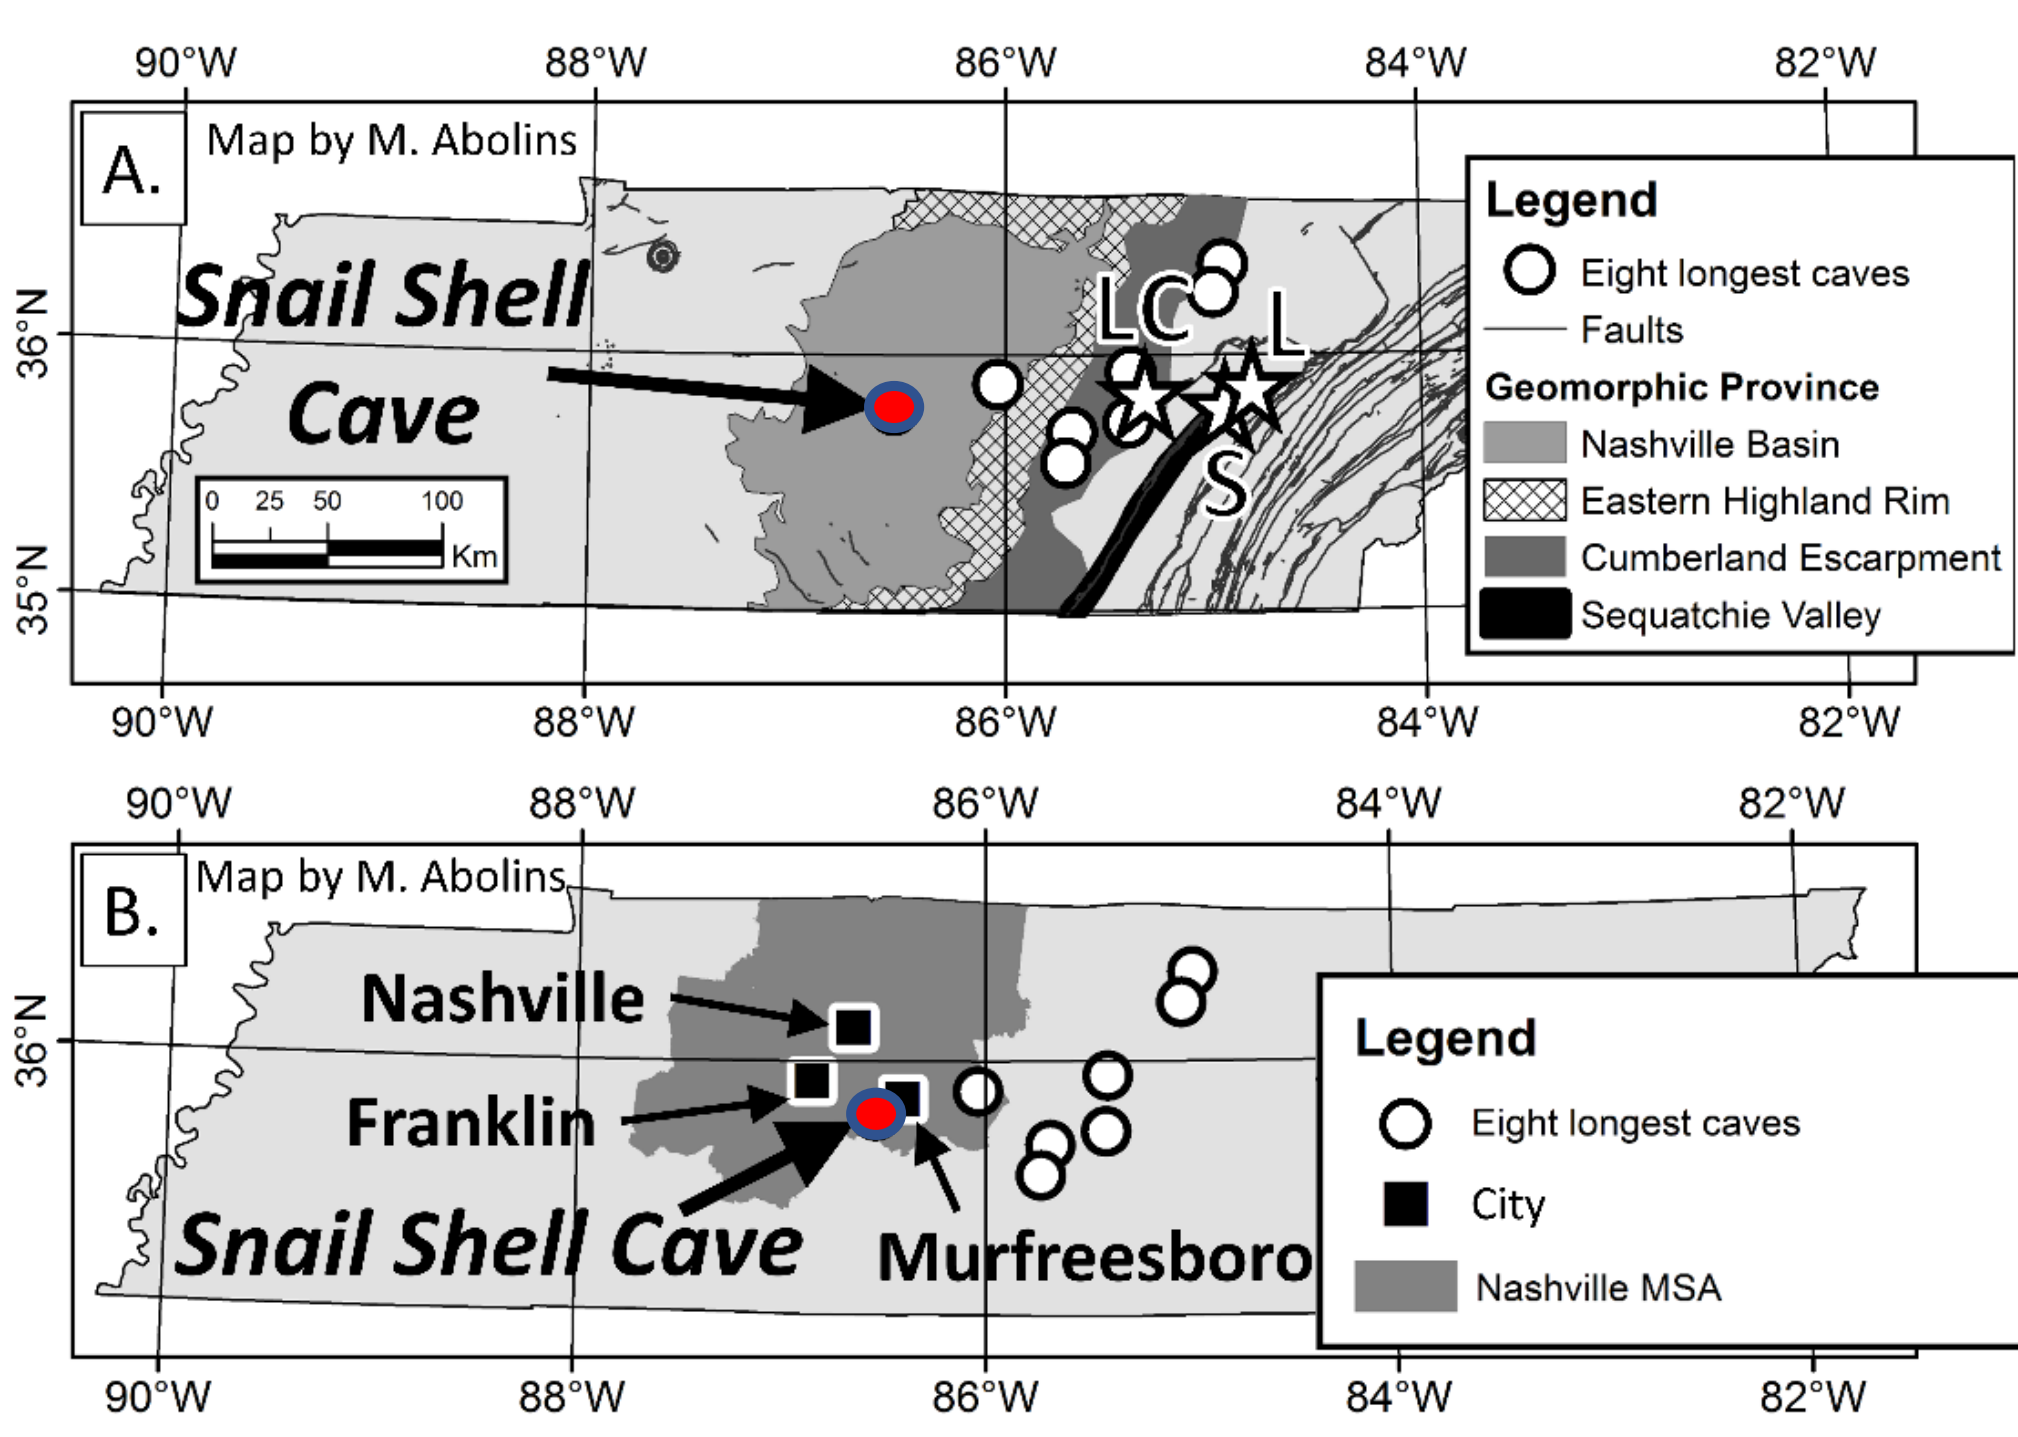 90°W 88°W 86°W 84°W 82°W
A.
Map by M. Abolins
Snail Shell
Cave
36°N
35°N
0 25 50 100
Km
LC
L
S
Legend
Eight longest caves
Faults
Geomorphic Province
Nashville Basin
Eastern Highland Rim
Cumberland Escarpment
Sequatchie Valley
90°W 88°W 86°W 84°W 82°W
90°W 88°W 86°W 84°W 82°W
B.
Map by M. Abolins
Nashville
36°N
Franklin
Snail Shell Cave
Murfreesboro
Legend
Eight longest caves
City
Nashville MSA
90°W 88°W 86°W 84°W 82°W